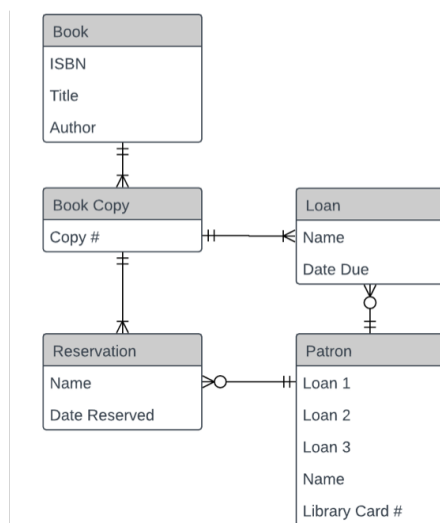 Book
ISBN
Title
Author
Book Copy
Copy #
Loan
Name
Date Due
Reservation
Name
Date Reserved
Patron
Loan 1
Loan 2
Loan 3
Name
Library Card #